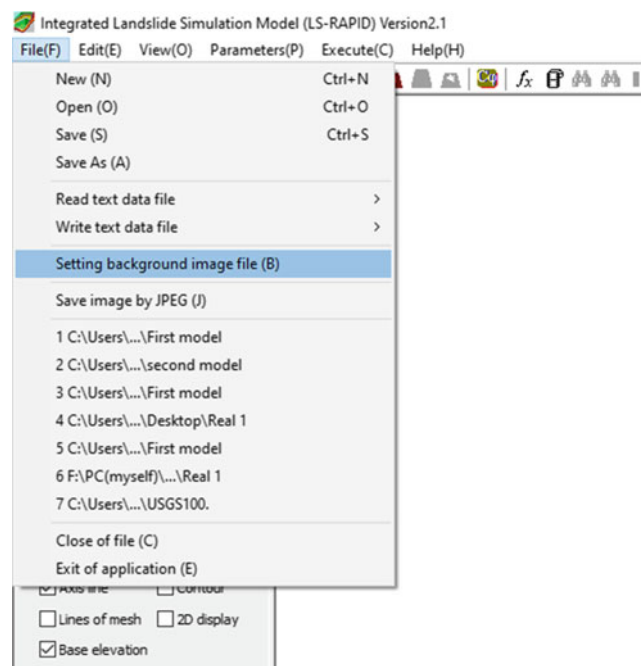 Integrated Landslide Simulation Model (LS-RAPID) Version2.1
File(F) Edit(E) View(O) Parameters(P) Execute(C) Help(H)
New (N) Ctrl+N
Open (O) Ctrl+O
Save (S) Ctrl+S
Save As (A)
Read text data file >
Write text data file >
Setting background image file (B)
Save image by JPEG (J)
1 C:\Users\...\First model
2 C:\Users\...\second model
3 C:\Users\...\First model
4 C:\Users\...\Desktop\Real 1
5 C:\Users\...\First model
6 F:\PC(myself)\...\Real 1
7 C:\Users\...\USGS100.
Close of file (C)
Exit of application (E)
Axis line Contour
Lines of mesh 2D display
Base elevation